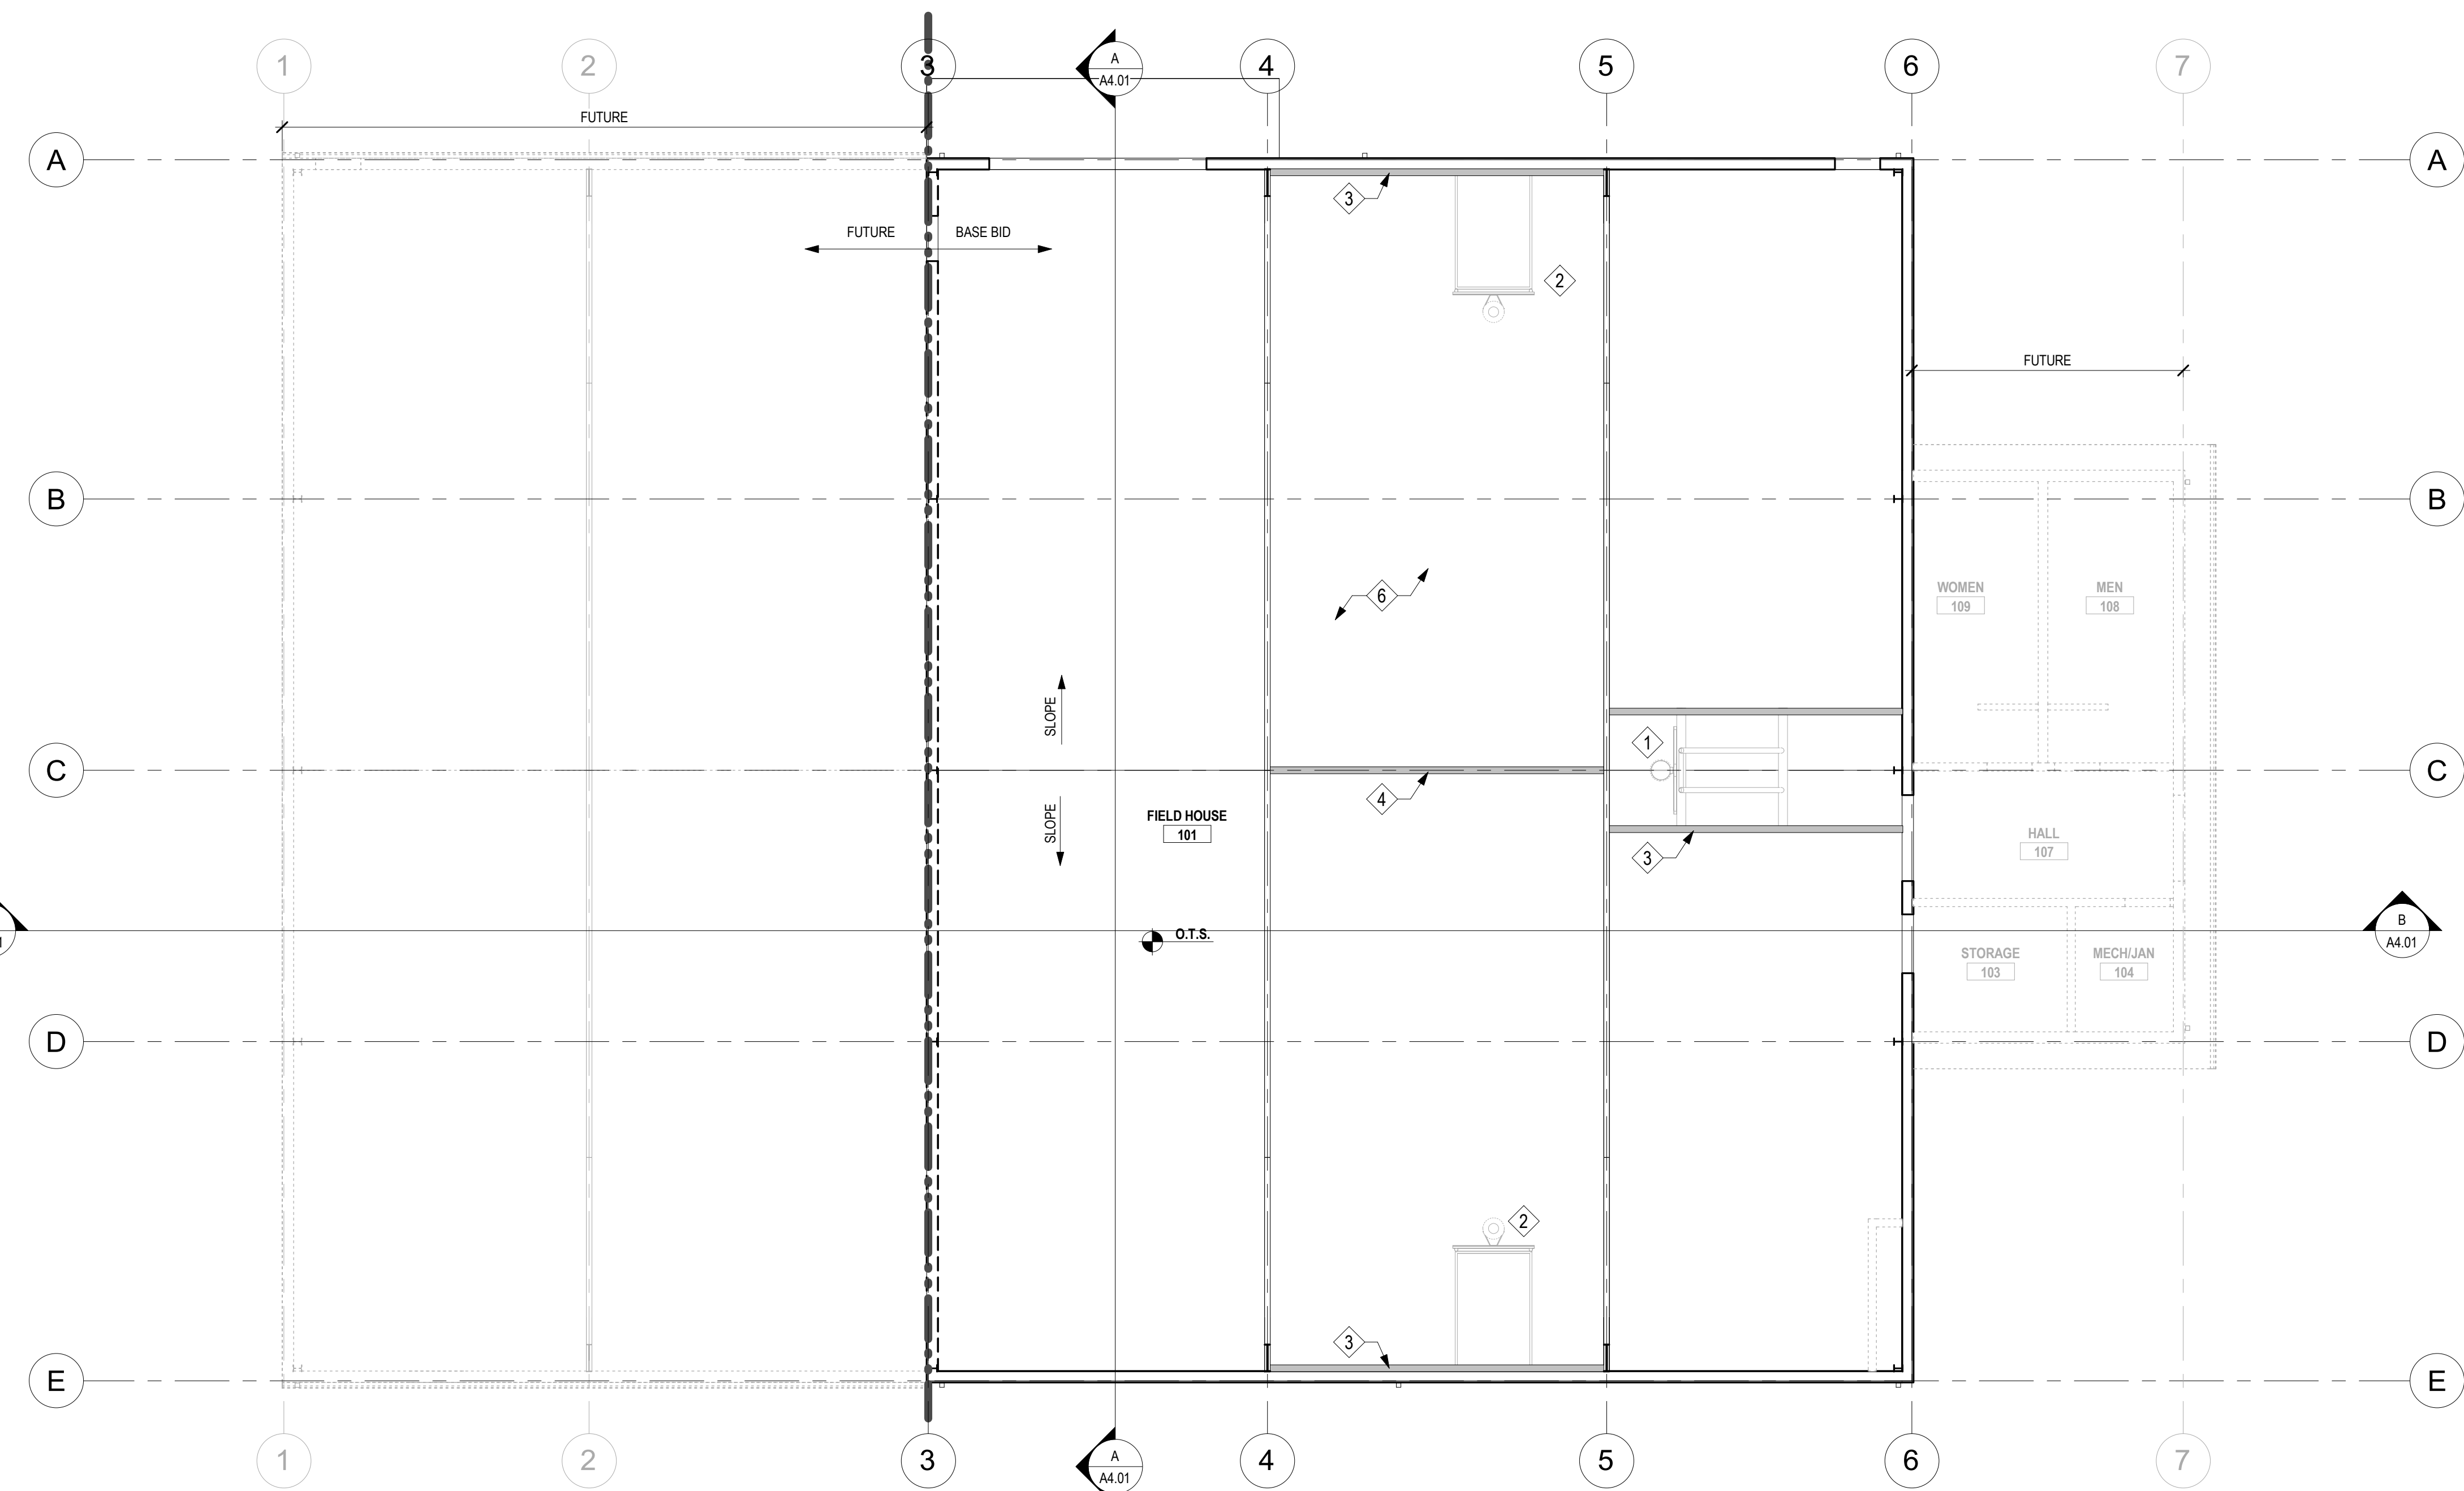 1
2
3
A
A4.01
4
5
6
7
FUTURE
A
A
3
2
FUTURE
BASE BID
FUTURE
B
B
6
WOMEN
109
MEN
108
SLOPE
1
C
C
4
SLOPE
FIELD HOUSE
101
HALL
107
3
O.T.S.
B
A4.01
STORAGE
103
MECH/JAN
104
D
D
2
3
E
E
1
2
3
A
A4.01
4
5
6
7